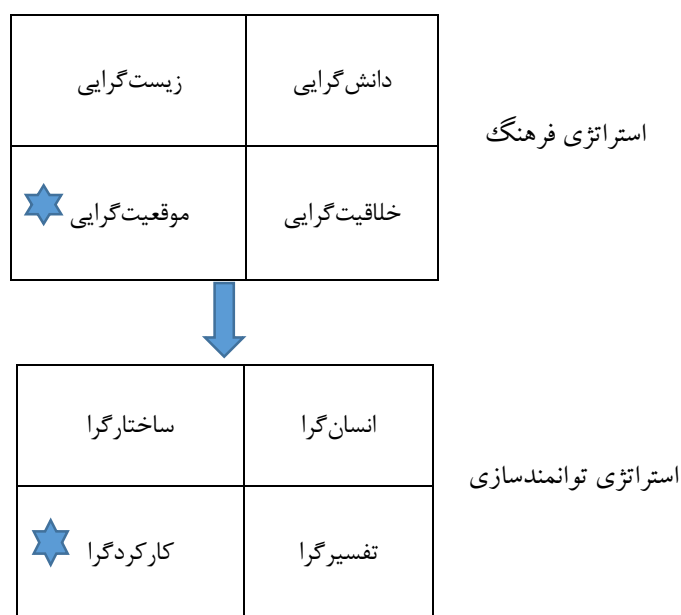 دانش‌گرایی
زیست‌گرایی
استراتژی فرهنگ
خلاقیت‌گرایی
موقعیت‌گرایی
انسان‌گرا
ساختارگرا
استراتژی توانمندسازی
تفسیرگرا
کارکردگرا